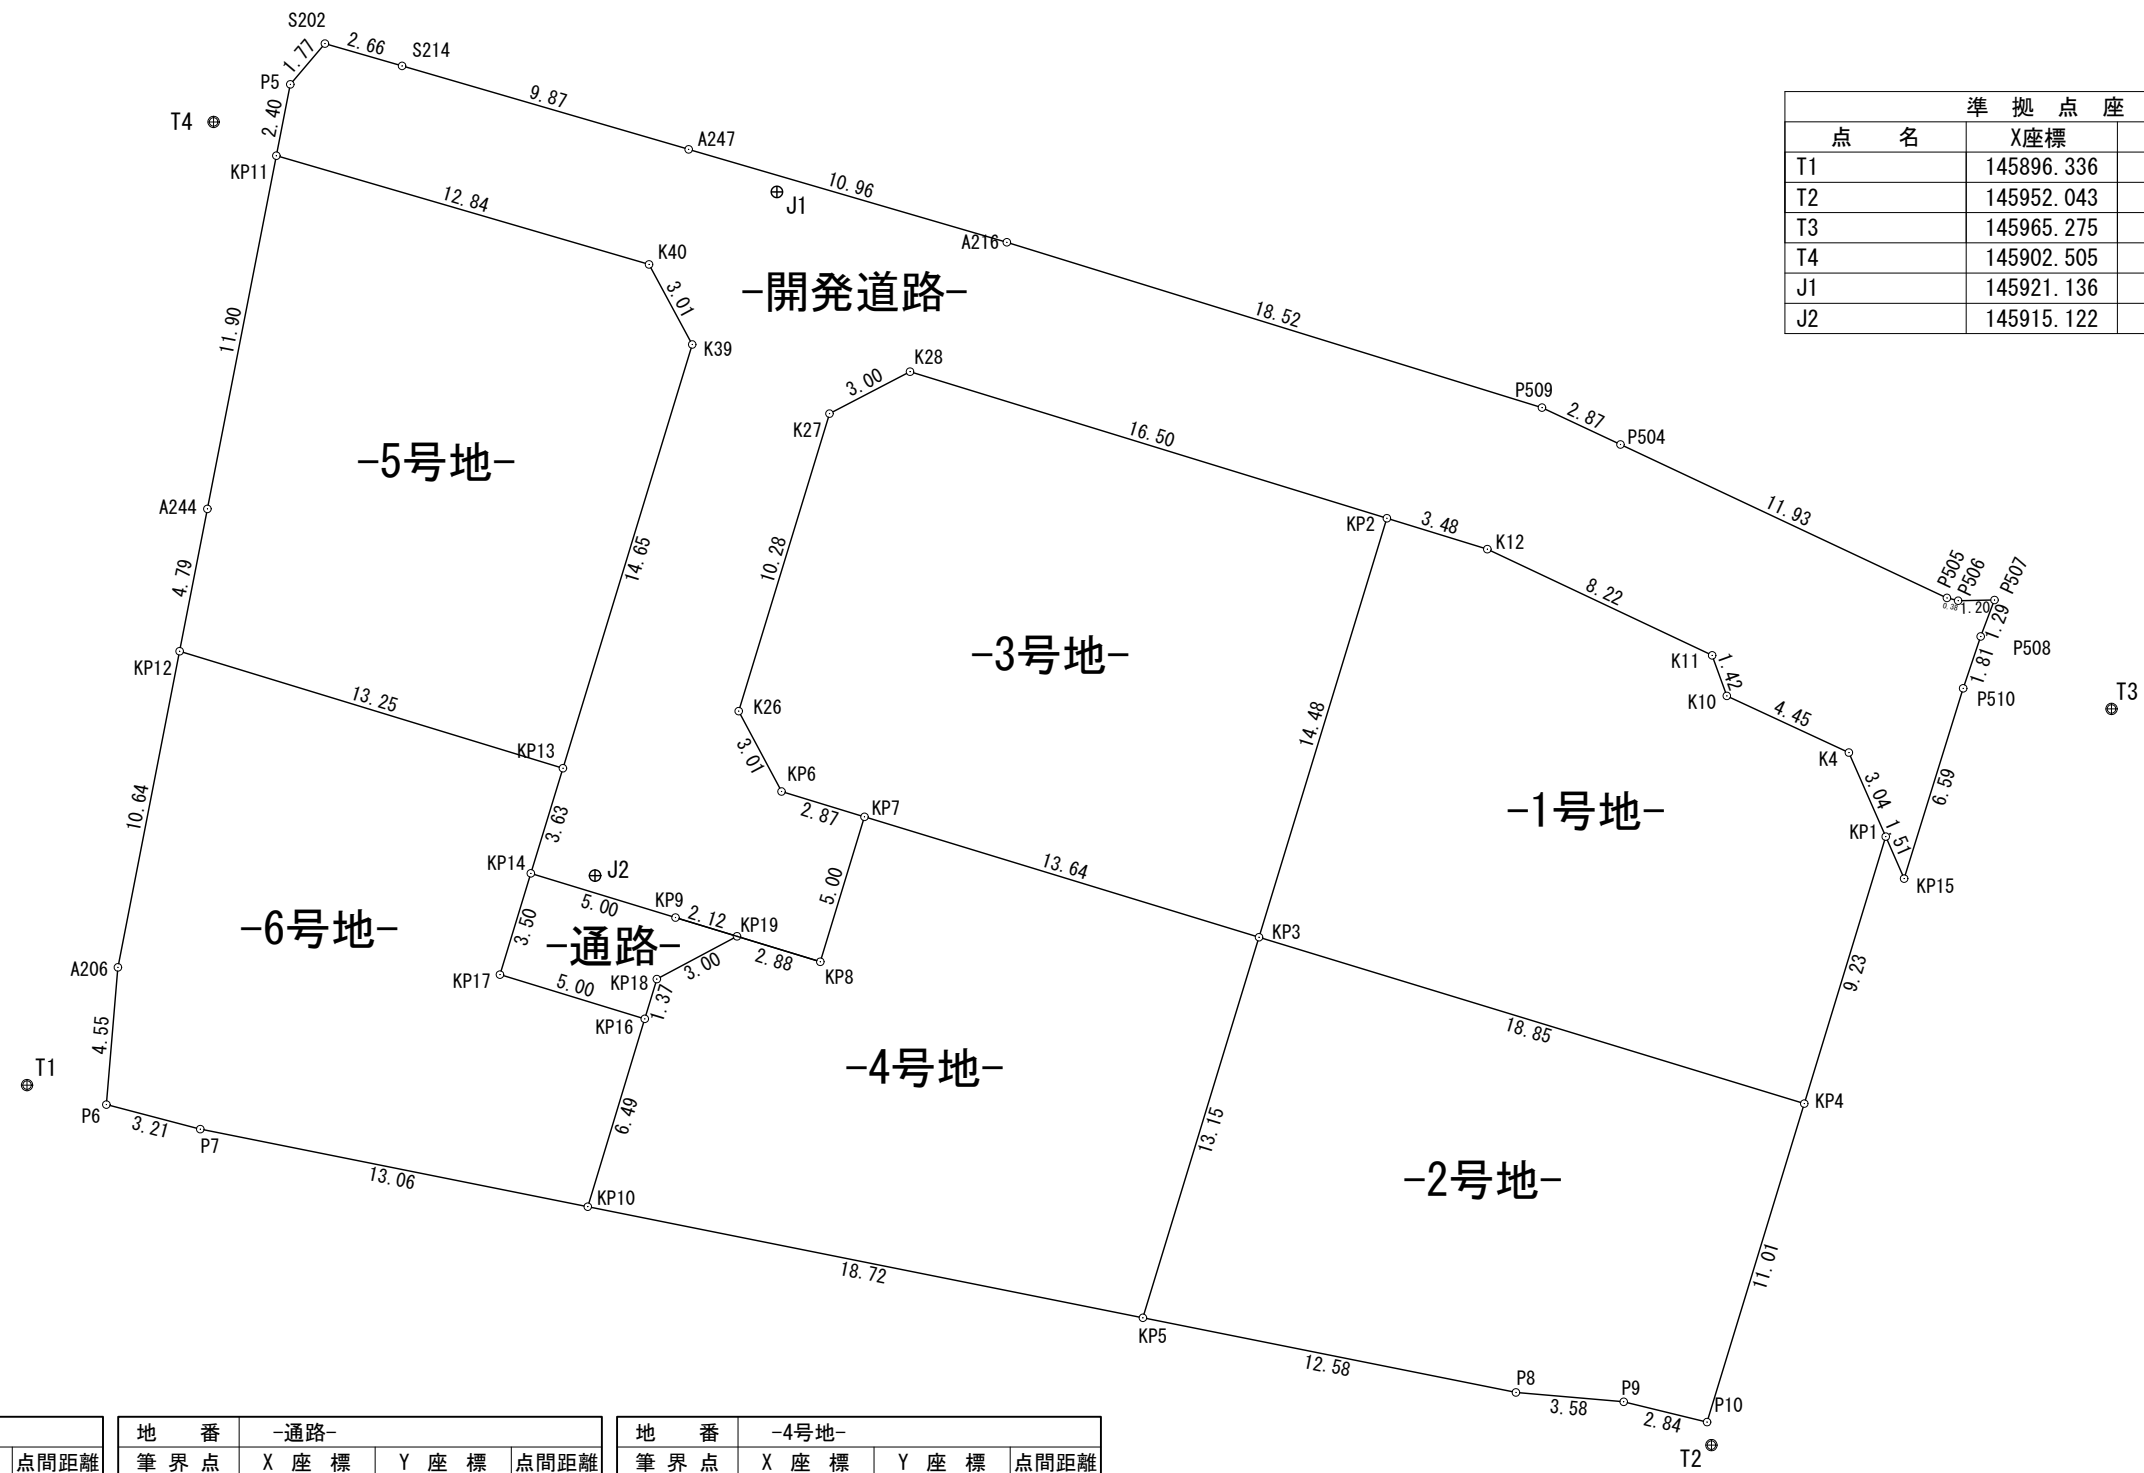 S202
2.66
S214
1.77
P5
9.87
T4
2.40
A247
KP11
10.96
J1
12.84
A216
K40
3.01
-開発道路-
18.52
11.90
K39
K28
3.00
P509
2.87
K27
P504
16.50
-5号地-
11.93
A244
KP2
3.48
K12
14.65
10.28
8.22
P505
P506
P507
0.38
1.20
1.29
4.79
P508
-3号地-
K11
1.42
1.81
KP12
K10
P510
T3
13.25
K26
4.45
14.48
K4
KP13
3.01
KP6
6.59
3.04
10.64
2.87
KP7
-1号地-
KP1
1.51
3.63
13.64
KP14
J2
KP15
5.00
5.00
KP9
2.12
KP19
-6号地-
3.50
-通路-
KP3
A206
KP17
3.00
2.88
KP8
9.23
5.00
KP18
1.37
KP16
18.85
4.55
T1
-4号地-
KP4
P6
3.21
6.49
P7
13.15
13.06
KP10
-2号地-
18.72
11.01
KP5
12.58
P8
3.58
P9
2.84
P10
T2
準 拠 点 座
点 名 X座標
T1 145896.336
T2 145952.043
T3 145965.275
T4 145902.505
J1 145921.136
J2 145915.122
点間距離
地 番 -通路-
筆 界 点 X 座 標 Y 座 標 点間距離
地 番 -4号地-
筆 界 点 X 座 標 Y 座 標 点間距離